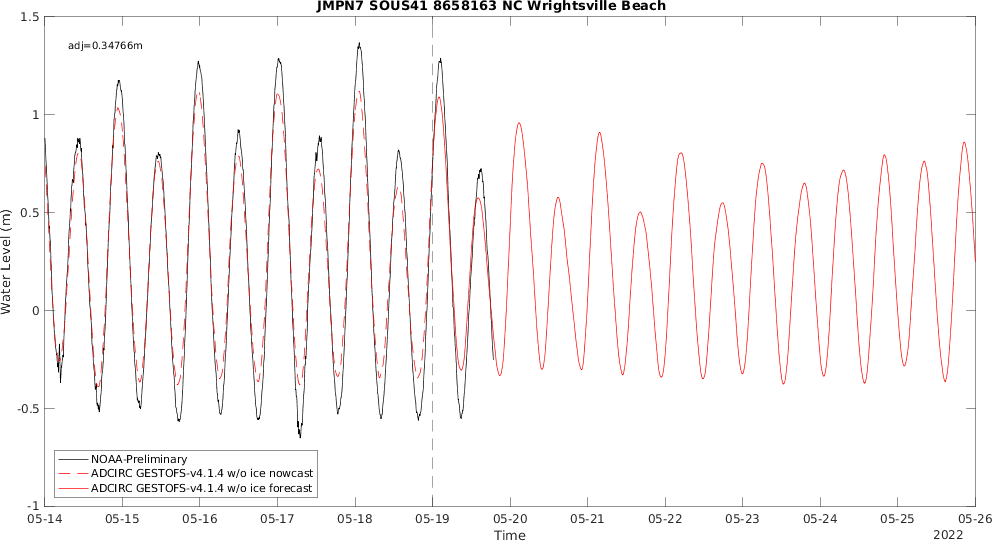 JMPN7 SOUS41 8658163 NC Wrightsville Beach
adj=0.34766m
1.5
1
0.5
0
-0.5
-1
Water Level (m)
NOAA-Preliminary
ADCIRC GESTOFS-v4.1.4 w/o ice nowcast
ADCIRC GESTOFS-v4.1.4 w/o ice forecast
05-14 05-15 05-16 05-17 05-18 05-19 05-20 05-21 05-22 05-23 05-24 05-25 05-26
Time
2022